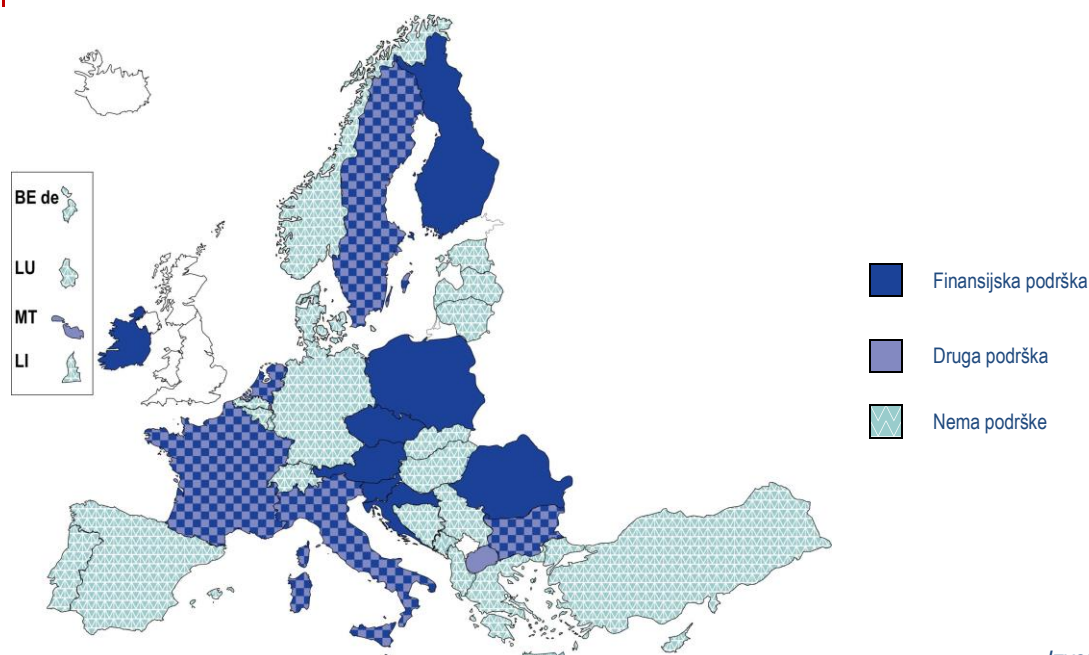 BE de
LU
MT
LI
Finansijska podrška
Druga podrška
Nema podrške